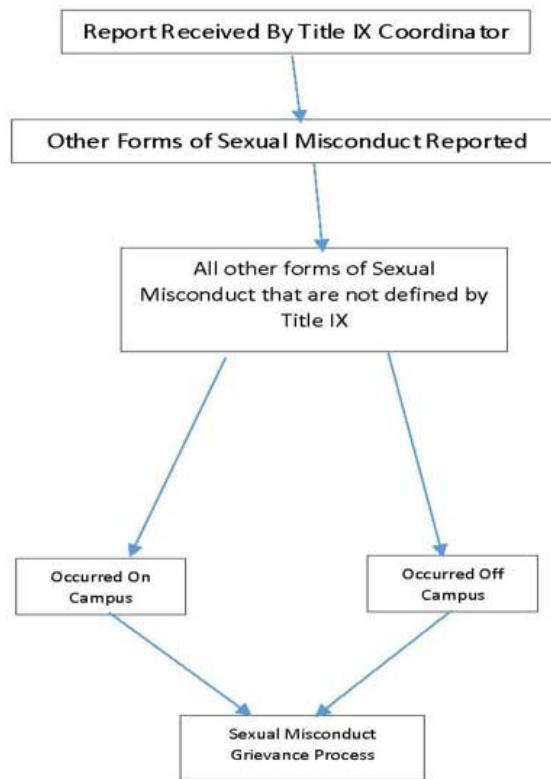 Report Received By Title IX Coordinator
Other Forms of Sexual Misconduct Reported
All other forms of Sexual
Misconduct that are not defined by
Title IX
Occurred On
Campus
Occurred Off
Campus
Sexual Misconduct
Grievance Process